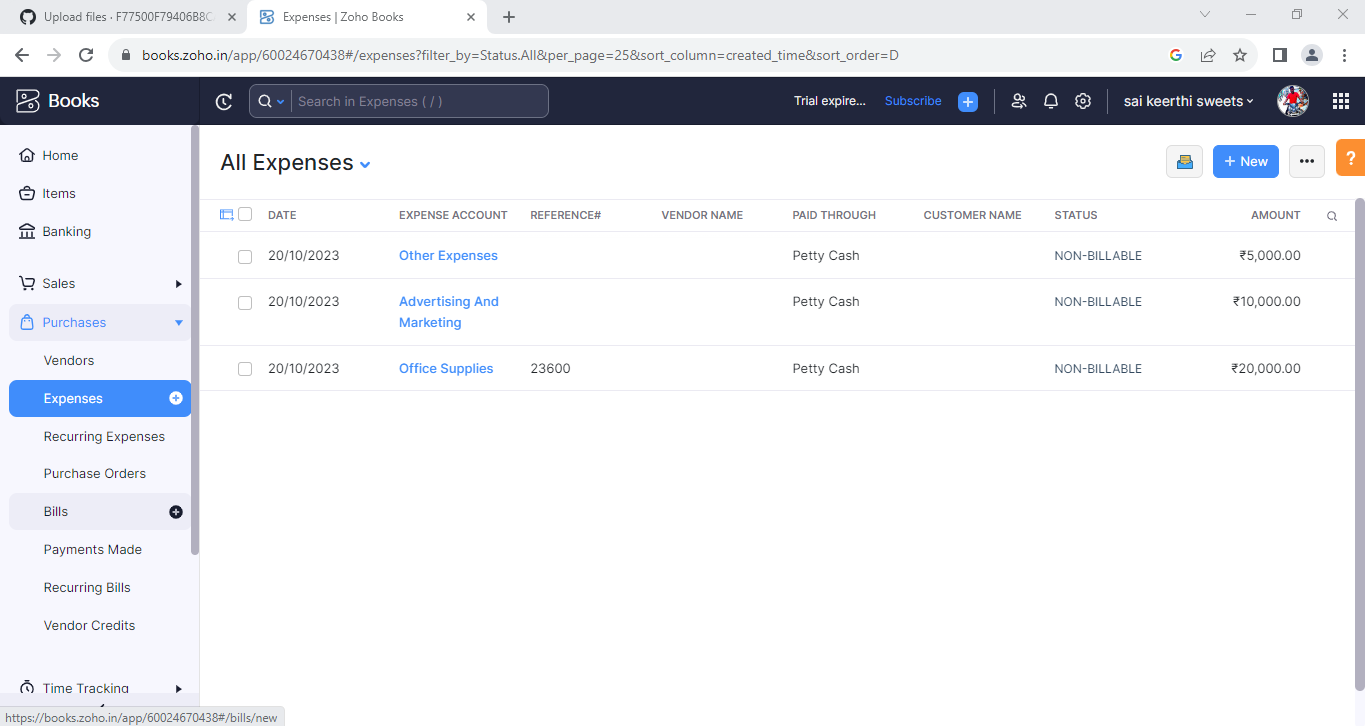 Upload files · F77500F79406B8C
Expenses | Zoho Books
books.zoho.in/app/60024670438#/expenses?filter_by=Status.All&per_page=25&sort_column=created_time&sort_order=D
Books
Search in Expenses ( / )
Trial expire...
Subscribe
sai keerthi sweets
Home
Items
Banking
Sales
Purchases
Vendors
Expenses
Recurring Expenses
Purchase Orders
Bills
Payments Made
Recurring Bills
Vendor Credits
Time Tracking
https://books.zoho.in/app/60024670438#/bills/new
All Expenses
+ New
?
DATE EXPENSE ACCOUNT REFERENCE# VENDOR NAME PAID THROUGH CUSTOMER NAME STATUS AMOUNT
20/10/2023 Other Expenses Petty Cash NON-BILLABLE ₹5,000.00
20/10/2023 Advertising And Petty Cash NON-BILLABLE ₹10,000.00
Marketing
20/10/2023 Office Supplies 23600 Petty Cash NON-BILLABLE ₹20,000.00